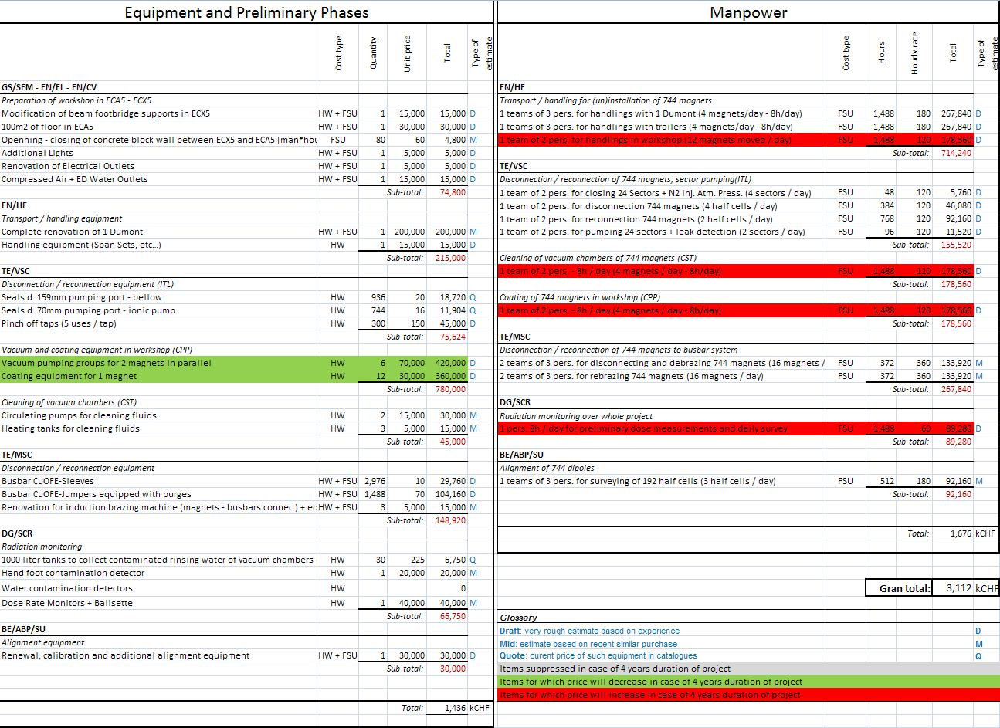 Equipment and Preliminary Phases
Cost type Quantity Unit price Total Type of estimate
GS/SEM - EN/EL - EN/CV
Preparation of workshop in ECA5 - ECX5
Modification of beam footbridge supports in ECX5 HW + FSU 1 15,000 15,000 D
100m2 of floor in ECA5 HW + FSU 1 30,000 30,000 D
Openning - closing of concrete block wall between ECX5 and ECA5 [man*hou FSU 80 60 4,800 M
Additional Lights HW + FSU 1 5,000 5,000 D
Renovation of Electrical Outlets HW + FSU 1 5,000 5,000 D
Compressed Air + ED Water Outlets HW + FSU 1 15,000 15,000 D
Sub-total: 74,800
EN/HE
Transport / handling equipment
Complete renovation of 1 Dumont HW + FSU 1 200,000 200,000 M
Handling equipment (Span Sets, etc...) HW 1 15,000 15,000 D
Sub-total: 215,000
TE/VSC
Disconnection / reconnection equipment (ITL)
Seals d. 159mm pumping port - bellow HW 936 20 18,720 Q
Seals d. 70mm pumping port - ionic pump HW 744 16 11,904 Q
Pinch off taps (5 uses / tap) HW 300 150 45,000 D
Sub-total: 75,624
Vacuum and coating equipment in workshop (CPP)
Vacuum pumping groups for 2 magnets in parallel HW 6 70,000 420,000 D
Coating equipment for 1 magnet HW 12 30,000 360,000 D
Sub-total: 780,000
Cleaning of vacuum chambers (CST)
Circulating pumps for cleaning fluids HW 2 15,000 30,000 M
Heating tanks for cleaning fluids HW 3 5,000 15,000 M
Sub-total: 45,000
TE/MSC
Disconnection / reconnection equipment
Busbar CuOFE-Sleeves HW + FSU 2,976 10 29,760 D
Busbar CuOFE-Jumpers equipped with purges HW + FSU 1,488 70 104,160 D
Renovation for induction brazing machine (magnets - busbars connec.) + ec HW + FSU 3 5,000 15,000 M
Sub-total: 148,920
DG/SCR
Radiation monitoring
1000 liter tanks to collect contaminated rinsing water of vacuum chambers HW 30 225 6,750 Q
Hand foot contamination detector HW 1 20,000 20,000 M
Water contamination detectors HW 0
Dose Rate Monitors + Balisette HW 1 40,000 40,000 M
Sub-total: 66,750
BE/ABP/SU
Alignment equipment
Renewal, calibration and additional alignment equipment HW + FSU 1 30,000 30,000 D
Sub-total: 30,000
Total: 1,436 kCHF
Manpower
Cost type Hours Hourly rate Total Type of estimate
EN/HE
Transport / handling for (un)installation of 744 magnets
1 teams of 3 pers. for handlings with 1 Dumont (4 magnets/day - 8h/day) FSU 1,488 180 267,840 D
1 teams of 3 pers. for handlings with trailers (4 magnets/day - 8h/day) FSU 1,488 180 267,840 D
1 team of 2 pers. for handlings in workshop (12 magnets moved / day) FSU 1,488 120 178,560 D
Sub-total: 714,240
TE/VSC
Disconnection / reconnection of 744 magnets, sector pumping(ITL)
1 team of 2 pers. for closing 24 Sectors + N2 inj. Atm. Press. (4 sectors / day) FSU 48 120 5,760 D
1 team of 2 pers. for disconnection 744 magnets (4 half cells / day) FSU 384 120 46,080 D
1 team of 2 pers. for reconnection 744 magnets (2 half cells / day) FSU 768 120 92,160 D
1 team of 2 pers. for pumping 24 sectors + leak detection (2 sectors / day) FSU 96 120 11,520 D
Sub-total: 155,520
Cleaning of vacuum chambers of 744 magnets (CST)
1 team of 2 pers. - 8h / day (4 magnets / day - 8h/day) FSU 1,488 120 178,560 D
Sub-total: 178,560
Coating of 744 magnets in workshop (CPP)
1 team of 2 pers. - 8h / day (4 magnets / day - 8h/day) FSU 1,488 120 178,560 D
Sub-total: 178,560
TE/MSC
Disconnection / reconnection of 744 magnets to busbar system
2 teams of 3 pers. for disconnecting and debrazing 744 magnets (16 magnets / FSU 372 360 133,920 M
2 teams of 3 pers. for rebrazing 744 magnets (16 magnets / day) FSU 372 360 133,920 M
Sub-total: 267,840
DG/SCR
Radiation monitoring over whole project
1 pers. 8h / day for preliminary dose measurements and daily survey FSU 1,488 60 89,280 D
Sub-total: 89,280
BE/ABP/SU
Alignment of 744 dipoles
1 teams of 3 pers. for surveying of 192 half cells (3 half cells / day) FSU 512 180 92,160 M
Sub-total: 92,160
Total: 1,676 kCHF
Gran total: 3,112 kCHF
Glossary
Draft: very rough estimate based on experience D
Mid: estimate based on recent similar purchase M
Quote: curent price of such equipment in catalogues Q
Items suppressed in case of 4 years duration of project
Items for which price will decrease in case of 4 years duration of project
Items for which price will increase in case of 4 years duration of project